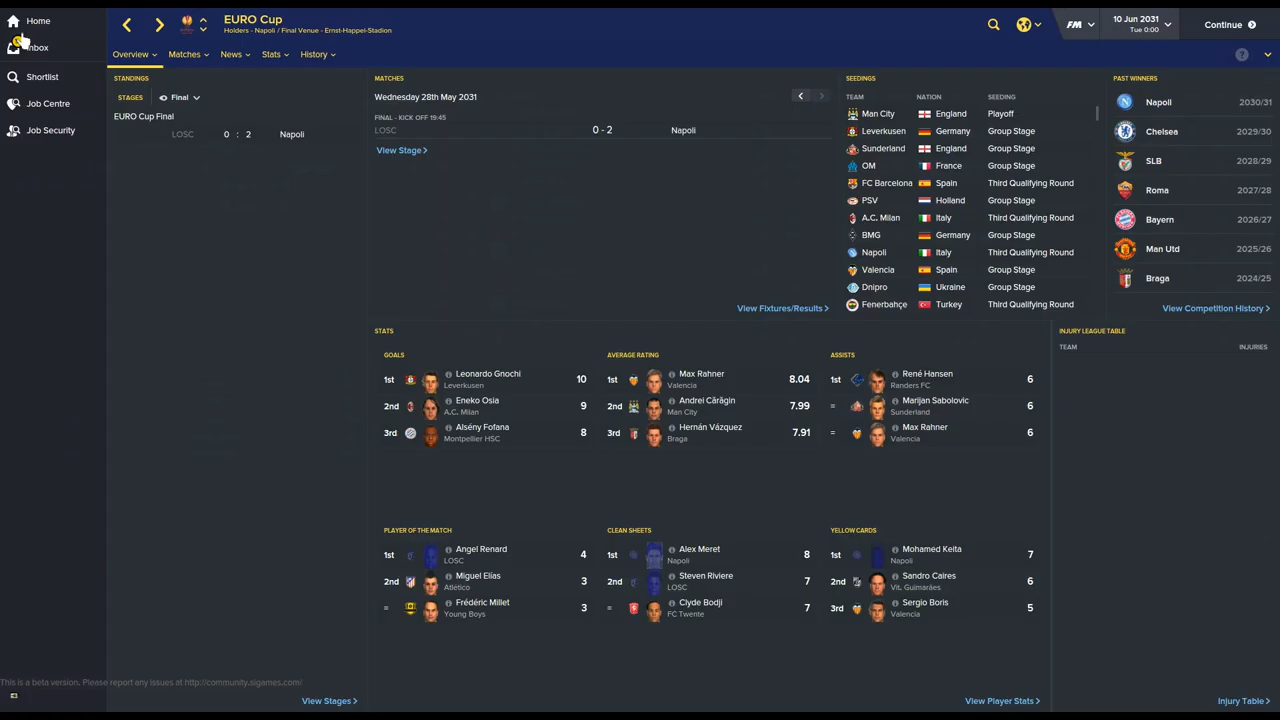 Home
Inbox
Shortlist
Job Centre
Job Security
EURO Cup
Holders - Napoli / Final Venue - Ernst-Happel-Stadion
FM
10 Jun 2031
Tue 0:00
Continue
Overview
Matches
News
Stats
History
STANDINGS
STAGES
Final
EURO Cup Final
LOSC 0 : 2 Napoli
MATCHES
Wednesday 28th May 2031
FINAL - KICK OFF 19:45
LOSC 0 - 2 Napoli
View Stage >
View Fixtures/Results >
SEEDINGS
TEAM NATION SEEDING
Man City England Playoff
Leverkusen Germany Group Stage
Sunderland England Group Stage
OM France Group Stage
FC Barcelona Spain Third Qualifying Round
PSV Holland Group Stage
A.C. Milan Italy Third Qualifying Round
BMG Germany Group Stage
Napoli Italy Third Qualifying Round
Valencia Spain Group Stage
Dnipro Ukraine Group Stage
Fenerbahçe Turkey Third Qualifying Round
PAST WINNERS
Napoli 2030/31
Chelsea 2029/30
SLB 2028/29
Roma 2027/28
Bayern 2026/27
Man Utd 2025/26
Braga 2024/25
View Competition History >
STATS
GOALS
1st Leonardo Gnochi 10
Leverkusen
2nd Eneko Osia 9
A.C. Milan
3rd Alsény Fofana 8
Montpellier HSC
AVERAGE RATING
1st Max Rahner 8.04
Valencia
2nd Andrei Cărăgin 7.99
Man City
3rd Hernán Vázquez 7.91
Braga
ASSISTS
1st René Hansen 6
Randers FC
= Marijan Sabolovic 6
Sunderland
= Max Rahner 6
Valencia
PLAYER OF THE MATCH
1st Angel Renard 4
LOSC
2nd Miguel Elías 3
Atlético
= Frédéric Millet 3
Young Boys
CLEAN SHEETS
1st Alex Meret 8
Napoli
2nd Steven Riviere 7
LOSC
= Clyde Bodji 7
FC Twente
YELLOW CARDS
1st Mohamed Keita 7
Napoli
2nd Sandro Caires 6
Vit. Guimarães
3rd Sergio Boris 5
Valencia
INJURY LEAGUE TABLE
TEAM INJURIES
This is a beta version. Please report any issues at http://community.sigames.com/
View Stages >
View Player Stats >
Injury Table >